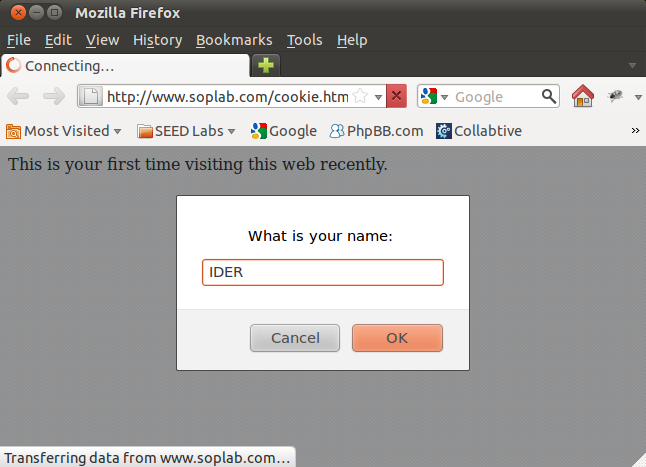 Mozilla Firefox
File Edit View History Bookmarks Tools Help
Connecting…
http://www.soplab.com/cookie.htm
Google
Most Visited SEED Labs Google PhpBB.com Collabtive »
This is your first time visiting this web recently.
What is your name:
IDER
Cancel OK
Transferring data from www.soplab.com…